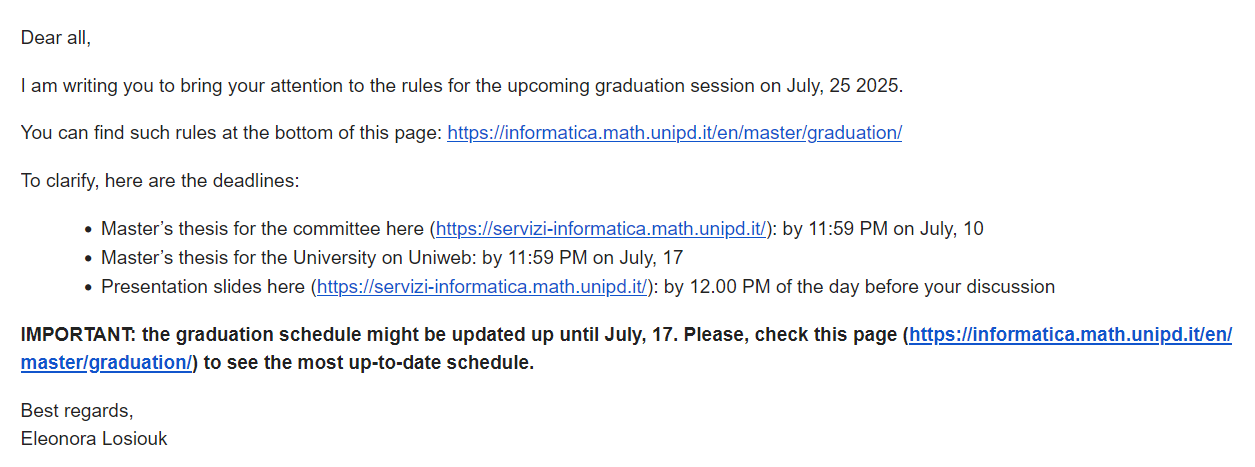 Dear all,
I am writing you to bring your attention to the rules for the upcoming graduation session on July, 25 2025.
You can find such rules at the bottom of this page: https://informatica.math.unipd.it/en/master/graduation/
To clarify, here are the deadlines:
• Master’s thesis for the committee here (https://servizi-informatica.math.unipd.it/): by 11:59 PM on July, 10
• Master’s thesis for the University on Uniweb: by 11:59 PM on July, 17
• Presentation slides here (https://servizi-informatica.math.unipd.it/): by 12.00 PM of the day before your discussion
IMPORTANT: the graduation schedule might be updated up until July, 17. Please, check this page (https://informatica.math.unipd.it/en/
master/graduation/) to see the most up-to-date schedule.
Best regards,
Eleonora Losiouk